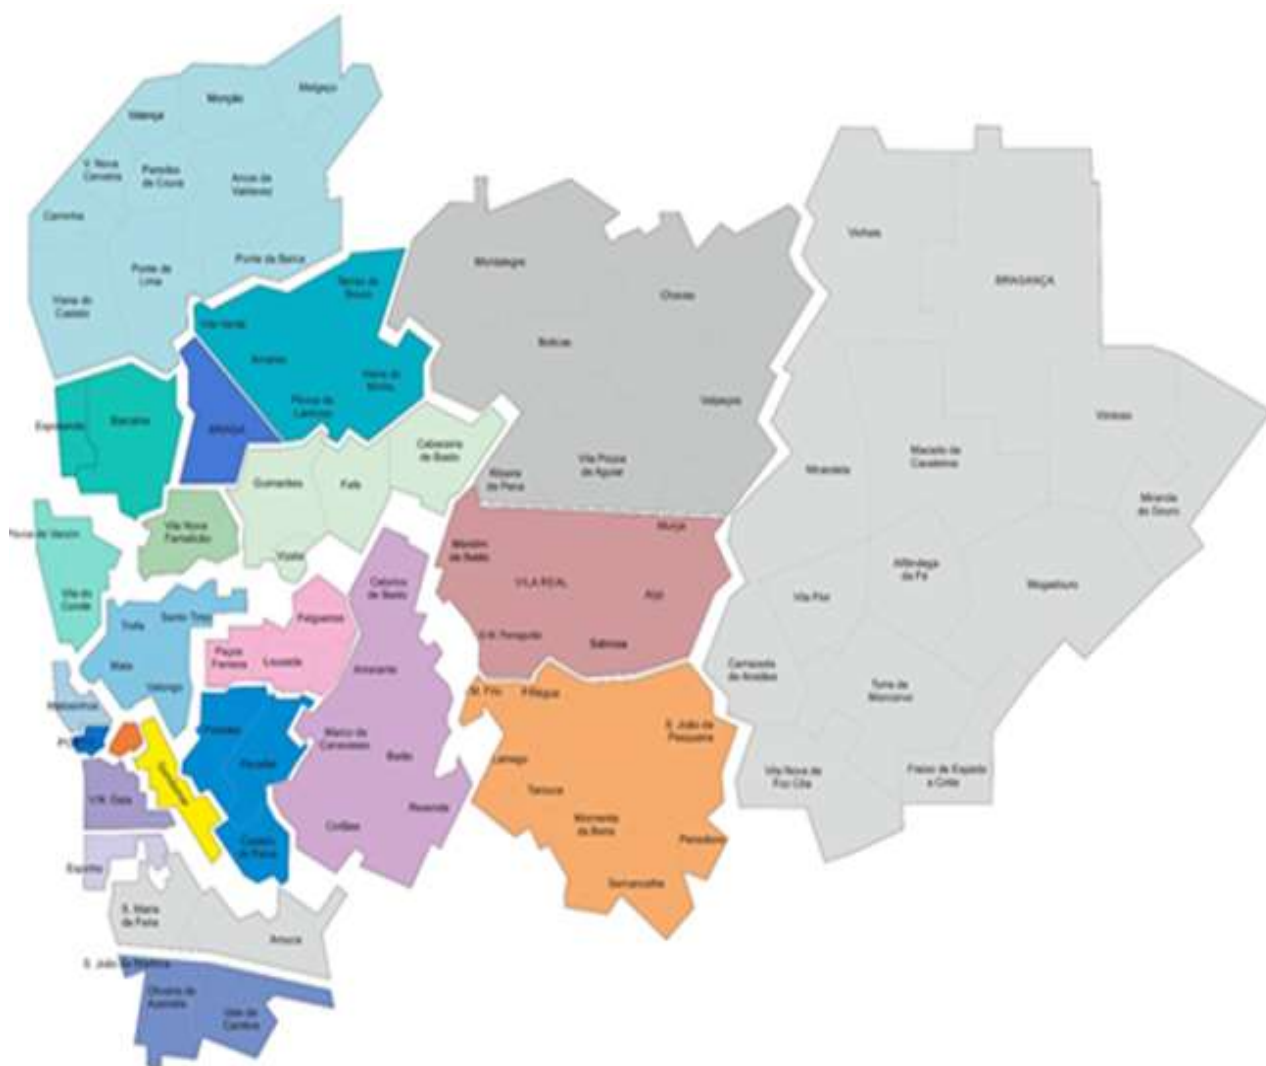 Melgaço
Monção
Valença
V. Nova
Cerveira
Paredes
de Coura
Arcos de
Valdevez
Caminha
Ponte da Barca
Ponte de
Lima
Viana do
Castelo
Terras de
Bouro
Vila Verde
Amares
Vieira do
Minho
Póvoa de
Lanhoso
Esposende
Barcelos
BRAGA
Montalegre
Chaves
Boticas
Valpaços
Vila Pouca
de Aguiar
Ribeira
de Pena
Vinhais
BRAGANÇA
Vimioso
Mirandela
Macedo de
Cavaleiros
Miranda
do Douro
Alfândega
da Fé
Mogadouro
Vila Flor
Carrazeda
de Ansiães
Torre de
Moncorvo
Vila Nova de
Foz Côa
Freixo de Espada
a Cinta
Cabeceira
de Basto
Guimarães
Fafe
Vizela
Vila Nova
Famalicão
Póvoa de Varzim
Vila do
Conde
Mondim
de Basto
Murça
VILA REAL
Alijó
Sabrosa
Celorico
de Basto
Trofa
Santo Tirso
Maia
Valongo
Felgueiras
Paços
Ferreira
Lousada
Amarante
Marco de
Canaveses
Baião
Resende
Cinfães
Matosinhos
Gondomar
Paredes
Penafiel
Castelo
de Paiva
V.N. Gaia
Espinho
P.Régua
S. João da
Pesqueira
Lamego
Tarouca
Moimenta
da Beira
Penedono
Sernancelhe
S. Maria
da Feira
Arouca
S. João da Madeira
Oliveira de
Azeméis
Vale de
Cambra